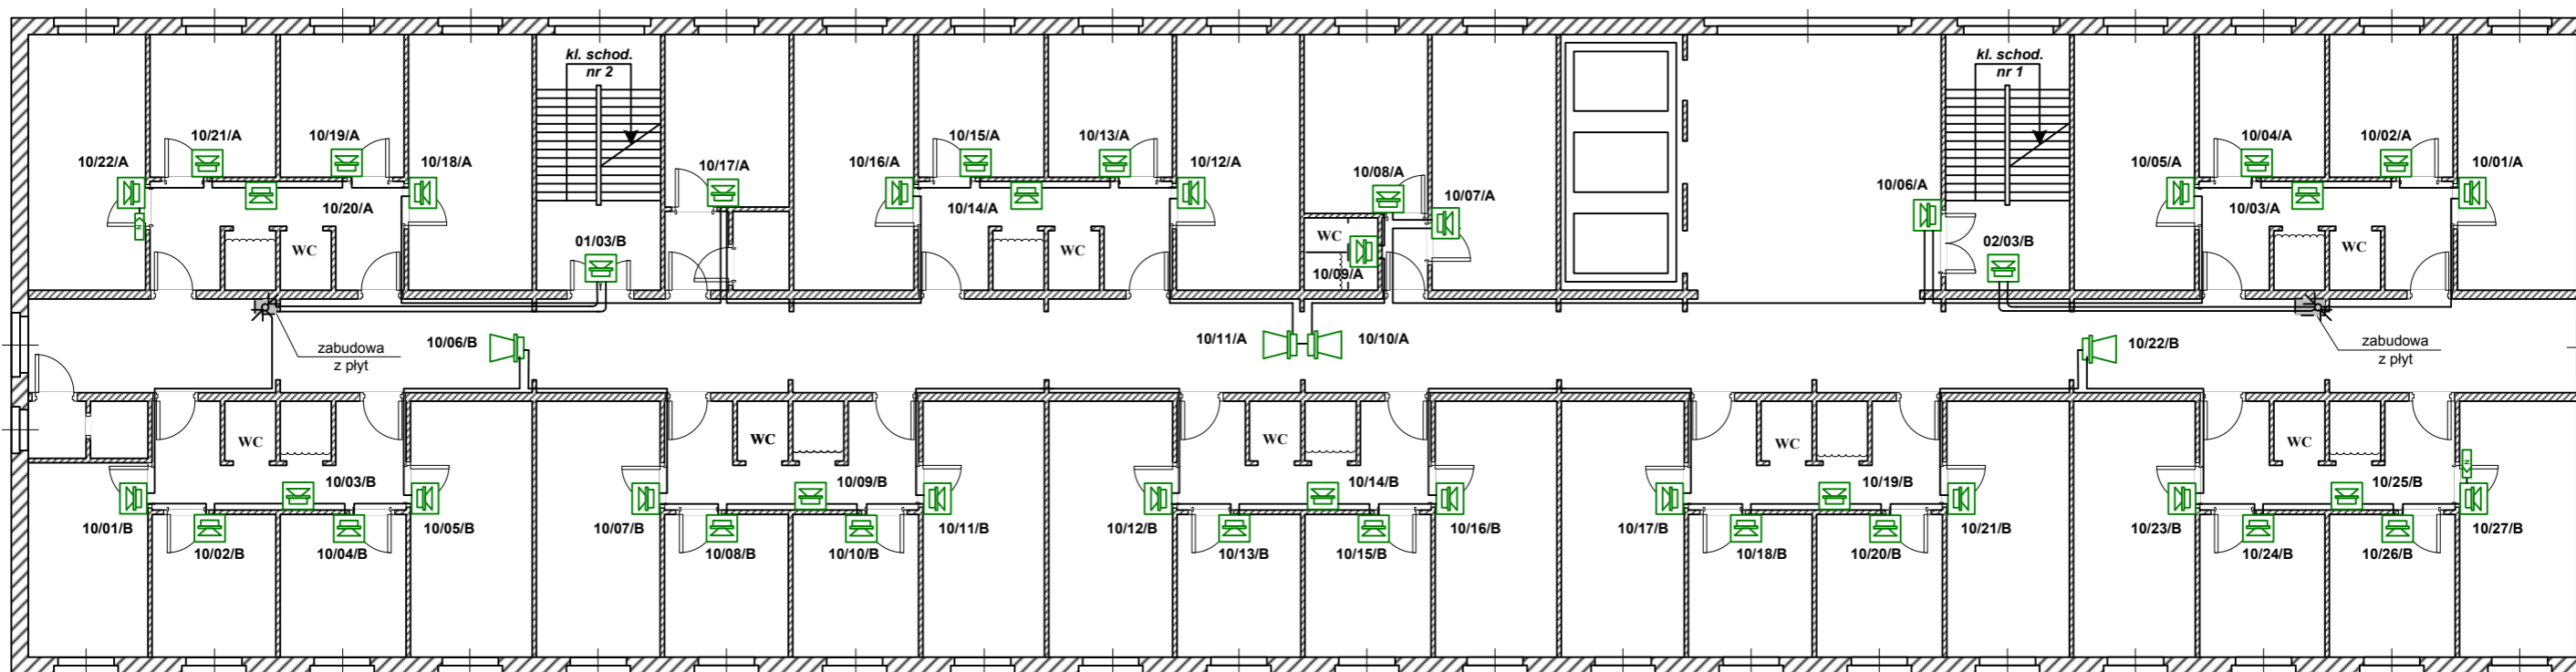 kl. schod.
nr 2
kl. schod.
nr 1
10/21/A
10/19/A
10/15/A
10/13/A
10/04/A
10/02/A
10/22/A
10/18/A
10/17/A
10/16/A
10/12/A
10/08/A
10/05/A
10/01/A
10/07/A
10/06/A
10/20/A
10/14/A
10/03/A
WC
01/03/B
WC
WC
02/03/B
WC
10/09/A
10/06/B
10/11/A
10/10/A
10/22/B
zabudowa
z płyt
zabudowa
z płyt
WC
WC
WC
WC
WC
10/03/B
10/09/B
10/14/B
10/19/B
10/25/B
10/01/B
10/05/B
10/07/B
10/11/B
10/12/B
10/16/B
10/17/B
10/21/B
10/23/B
10/27/B
10/02/B
10/04/B
10/08/B
10/10/B
10/13/B
10/15/B
10/18/B
10/20/B
10/24/B
10/26/B